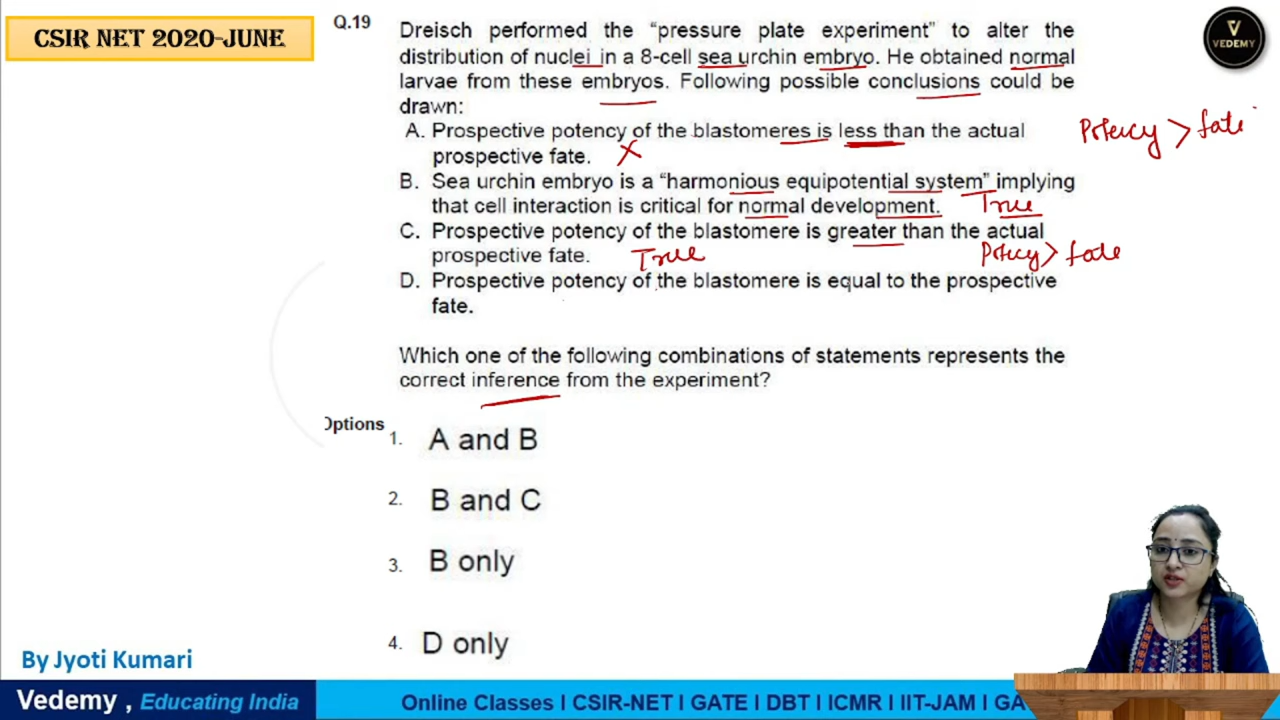 CSIR NET 2020-JUNE
Q.19
Dreisch performed the "pressure plate experiment" to alter the
distribution of nuclei in a 8-cell sea urchin embryo. He obtained normal
larvae from these embryos. Following possible conclusions could be
drawn:
A. Prospective potency of the blastomeres is less than the actual
prospective fate. X
Potency > fate
B. Sea urchin embryo is a "harmonious equipotential system" implying
that cell interaction is critical for normal development. True
C. Prospective potency of the blastomere is greater than the actual
prospective fate. True
Potecy > fate
D. Prospective potency of the blastomere is equal to the prospective
fate.
Which one of the following combinations of statements represents the
correct inference from the experiment?
Options
1. A and B
2. B and C
3. B only
4. D only
V
VEDEMY
By Jyoti Kumari
Vedemy , Educating India
Online Classes I CSIR-NET I GATE I DBT I ICMR I IIT-JAM I GA